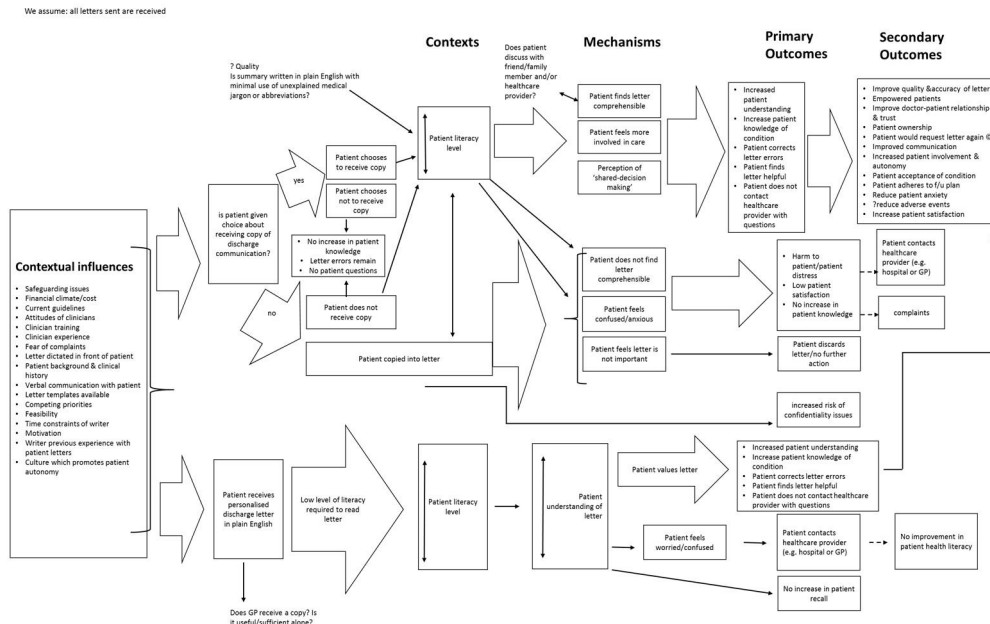 We assume: all letters sent are received
Contexts
Mechanisms
Primary
Outcomes
Secondary
Outcomes
? Quality
Is summary written in plain English with
minimal use of unexplained medical
jargon or abbreviations?
Does patient
discuss with
friend/family
member and/or
healthcare
provider?
Patient literacy
level
Patient finds letter
comprehensible
Patient feels more
involved in care
Perception of
'shared-decision
making'
• Increased
patient
understanding
• Increase patient
knowledge of
condition
• Patient corrects
letter errors
• Patient finds
letter helpful
• Patient does not
contact
healthcare
provider with
questions
• Improve quality &accuracy of letter
• Empowered patients
• Improve doctor-patient relationship
& trust
• Patient ownership
• Patient would request letter again ©
• Improved communication
• Increased patient involvement &
autonomy
• Patient acceptance of condition
• Patient adheres to f/u plan
• Reduce patient anxiety
• ?reduce adverse events
• Increase patient satisfaction
yes
Patient chooses
to receive copy
Patient chooses
not to receive
copy
is patient given
choice about
receiving copy of
discharge
communication?
• No increase in patient
knowledge
• Letter errors remain
• No patient questions
no
Patient does not
receive copy
Patient copied into letter
Contextual influences
• Safeguarding issues
• Financial climate/cost
• Current guidelines
• Attitudes of clinicians
• Clinician training
• Clinician experience
• Fear of complaints
• Letter dictated in front of patient
• Patient background & clinical
history
• Verbal communication with patient
• Letter templates available
• Competing priorities
• Feasibility
• Time constraints of writer
• Motivation
• Writer previous experience with
patient letters
• Culture which promotes patient
autonomy
Patient does not find
letter
comprehensible
Patient feels
confused/anxious
Patient feels letter is
not important
• Harm to
patient/patient
distress
• Low patient
satisfaction
• No increase in
patient knowledge
Patient contacts
healthcare
provider (e.g.
hospital or GP)
complaints
Patient discards
letter/no further
action
increased risk of
confidentiality issues
Patient receives
personalised
discharge letter
in plain English
Low level of literacy
required to read
letter
Patient literacy
level
Patient
understanding of
letter
Patient values letter
• Increased patient understanding
• Increase patient knowledge of
condition
• Patient corrects letter errors
• Patient finds letter helpful
• Patient does not contact healthcare
provider with questions
Patient feels
worried/confused
Patient contacts
healthcare provider
(e.g. hospital or GP)
No improvement in
patient health literacy
No increase in patient
recall
Does GP receive a copy? Is
it useful/sufficient alone?